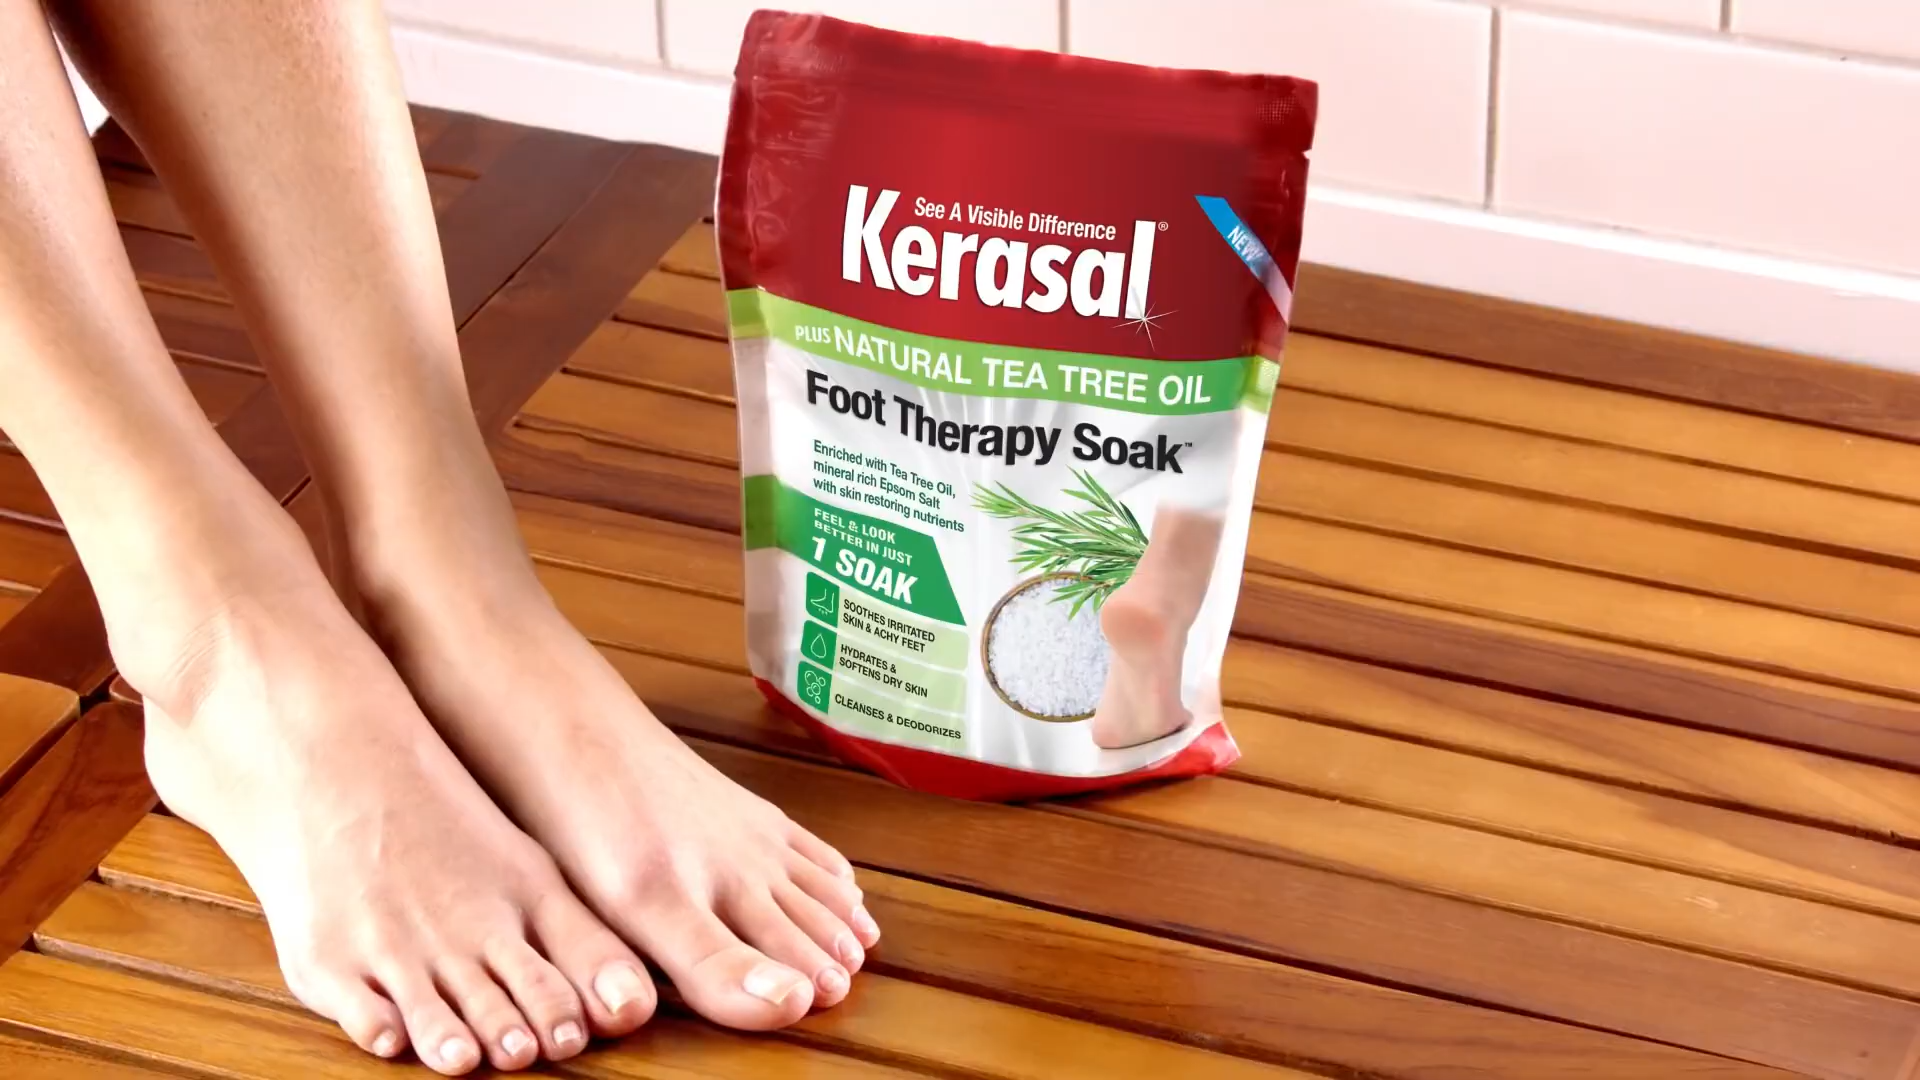 See A Visible Difference
Kerasal®
NEW!
PLUS NATURAL TEA TREE OIL
Foot Therapy Soak™
Enriched with Tea Tree Oil,
mineral rich Epsom Salt
with skin restoring nutrients
FEEL & LOOK
BETTER IN JUST
1 SOAK
SOOTHES IRRITATED
SKIN & ACHY FEET
HYDRATES &
SOFTENS DRY SKIN
CLEANSES & DEODORIZES